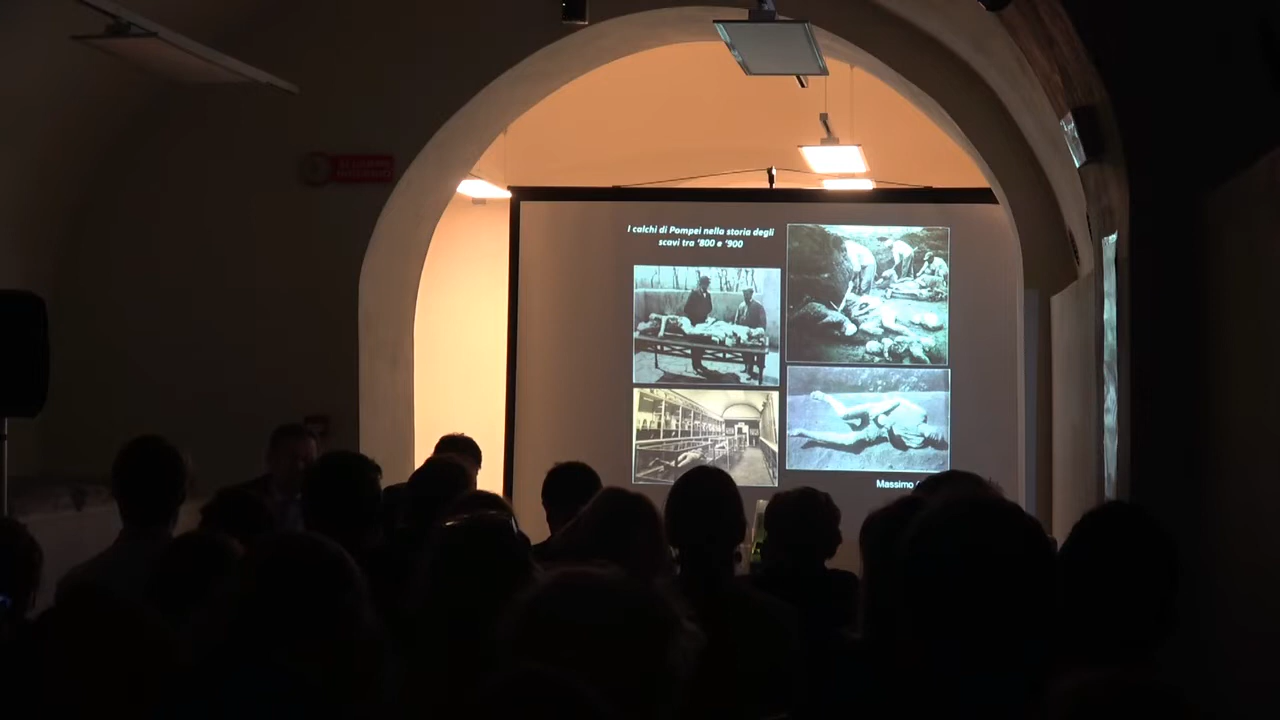 I calchi di Pompei nella storia degli
scavi tra '800 e '900
Massimo